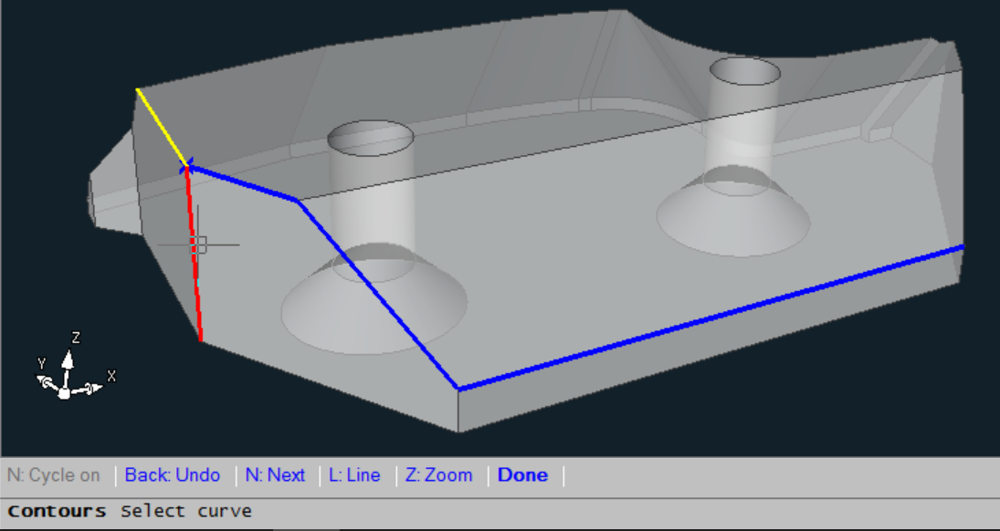 Z
Y
X
N: Cycle on | Back: Undo | N: Next | L: Line | Z: Zoom | Done |
Contours Select curve